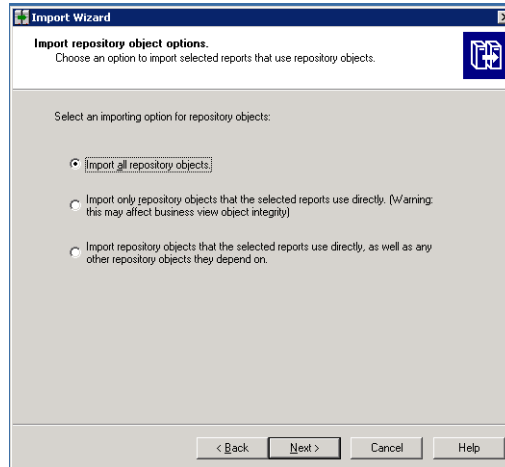 Import Wizard
Import repository object options.
Choose an option to import selected reports that use repository objects.
Select an importing option for repository objects:
Import all repository objects.
Import only repository objects that the selected reports use directly. (Warning:
this may affect business view object integrity)
Import repository objects that the selected reports use directly, as well as any
other repository objects they depend on.
< Back
Next >
Cancel
Help